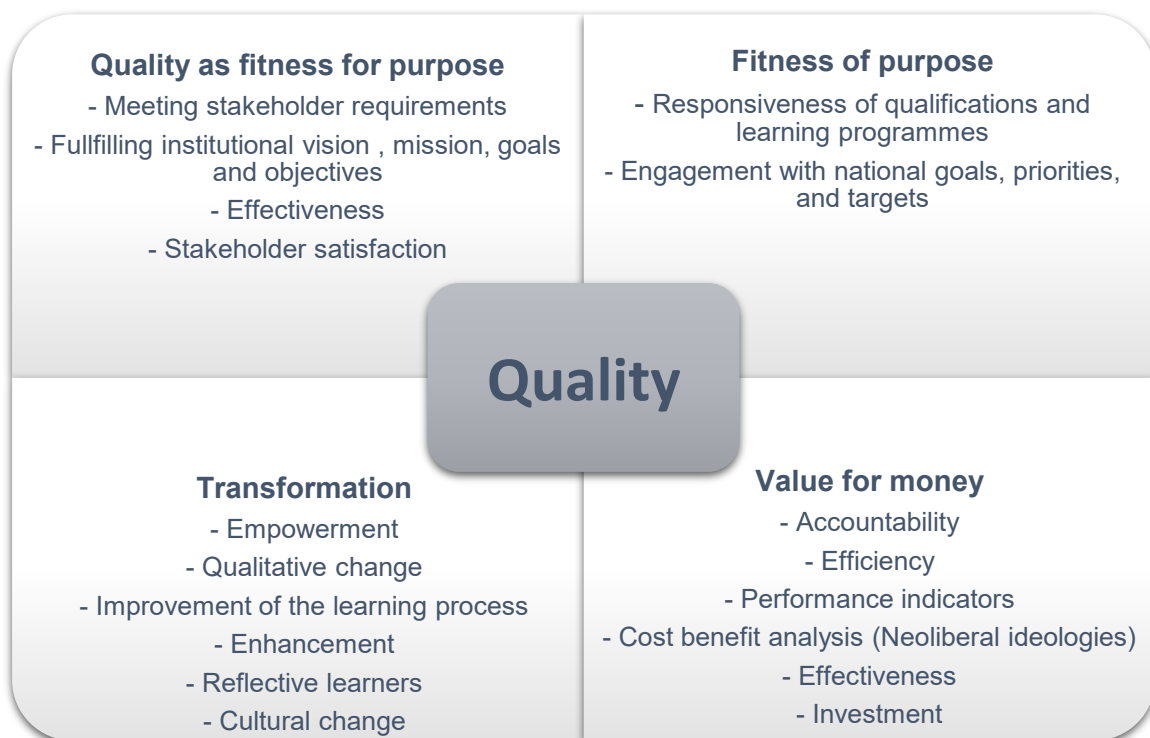 Quality as fitness for purpose
- Meeting stakeholder requirements
- Fullfilling institutional vision , mission, goals
and objectives
- Effectiveness
- Stakeholder satisfaction
Fitness of purpose
- Responsiveness of qualifications and
learning programmes
- Engagement with national goals, priorities,
and targets
Quality
Transformation
- Empowerment
- Qualitative change
- Improvement of the learning process
- Enhancement
- Reflective learners
- Cultural change
Value for money
- Accountability
- Efficiency
- Performance indicators
- Cost benefit analysis (Neoliberal ideologies)
- Effectiveness
- Investment